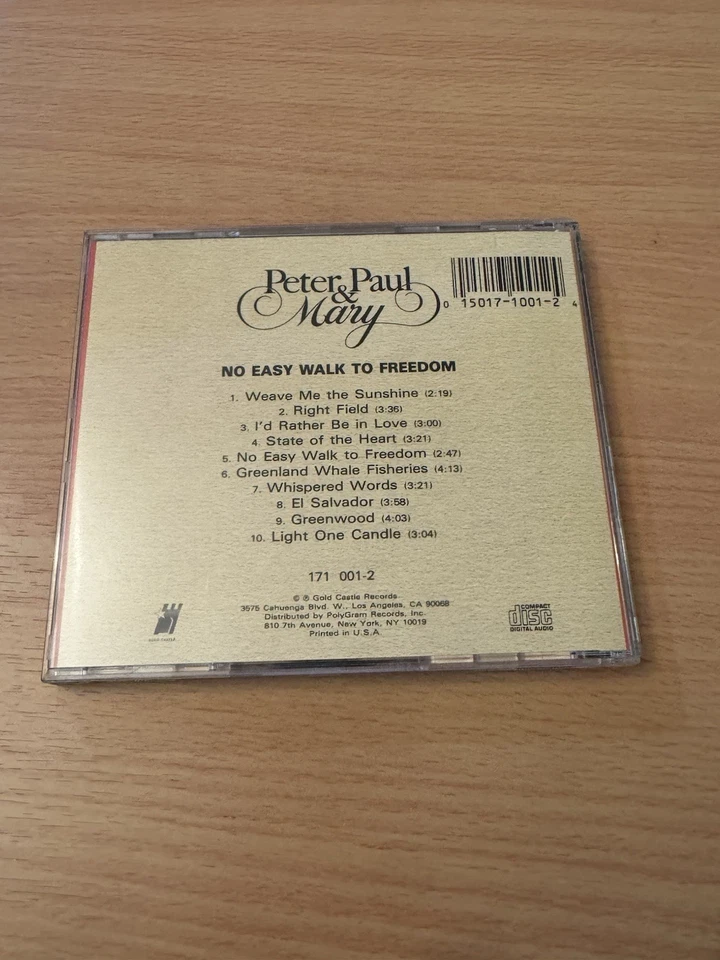 Peter, Paul
&
Mary
0 15017-1001-2 4
NO EASY WALK TO FREEDOM
1. Weave Me the Sunshine (2:19)
2. Right Field (3:36)
3. I'd Rather Be in Love (3:00)
4. State of the Heart (3:21)
5. No Easy Walk to Freedom (2:47)
6. Greenland Whale Fisheries (4:13)
7. Whispered Words (3:21)
8. El Salvador (3:58)
9. Greenwood (4:03)
10. Light One Candle (3:04)
171 001-2
© ℗ Gold Castle Records
3575 Cahuenga Blvd. W., Los Angeles, CA 90068
Distributed by PolyGram Records, Inc.
810 7th Avenue, New York, NY 10019
Printed in U.S.A.
GOLD CASTLE
COMPACT
disc
DIGITAL AUDIO